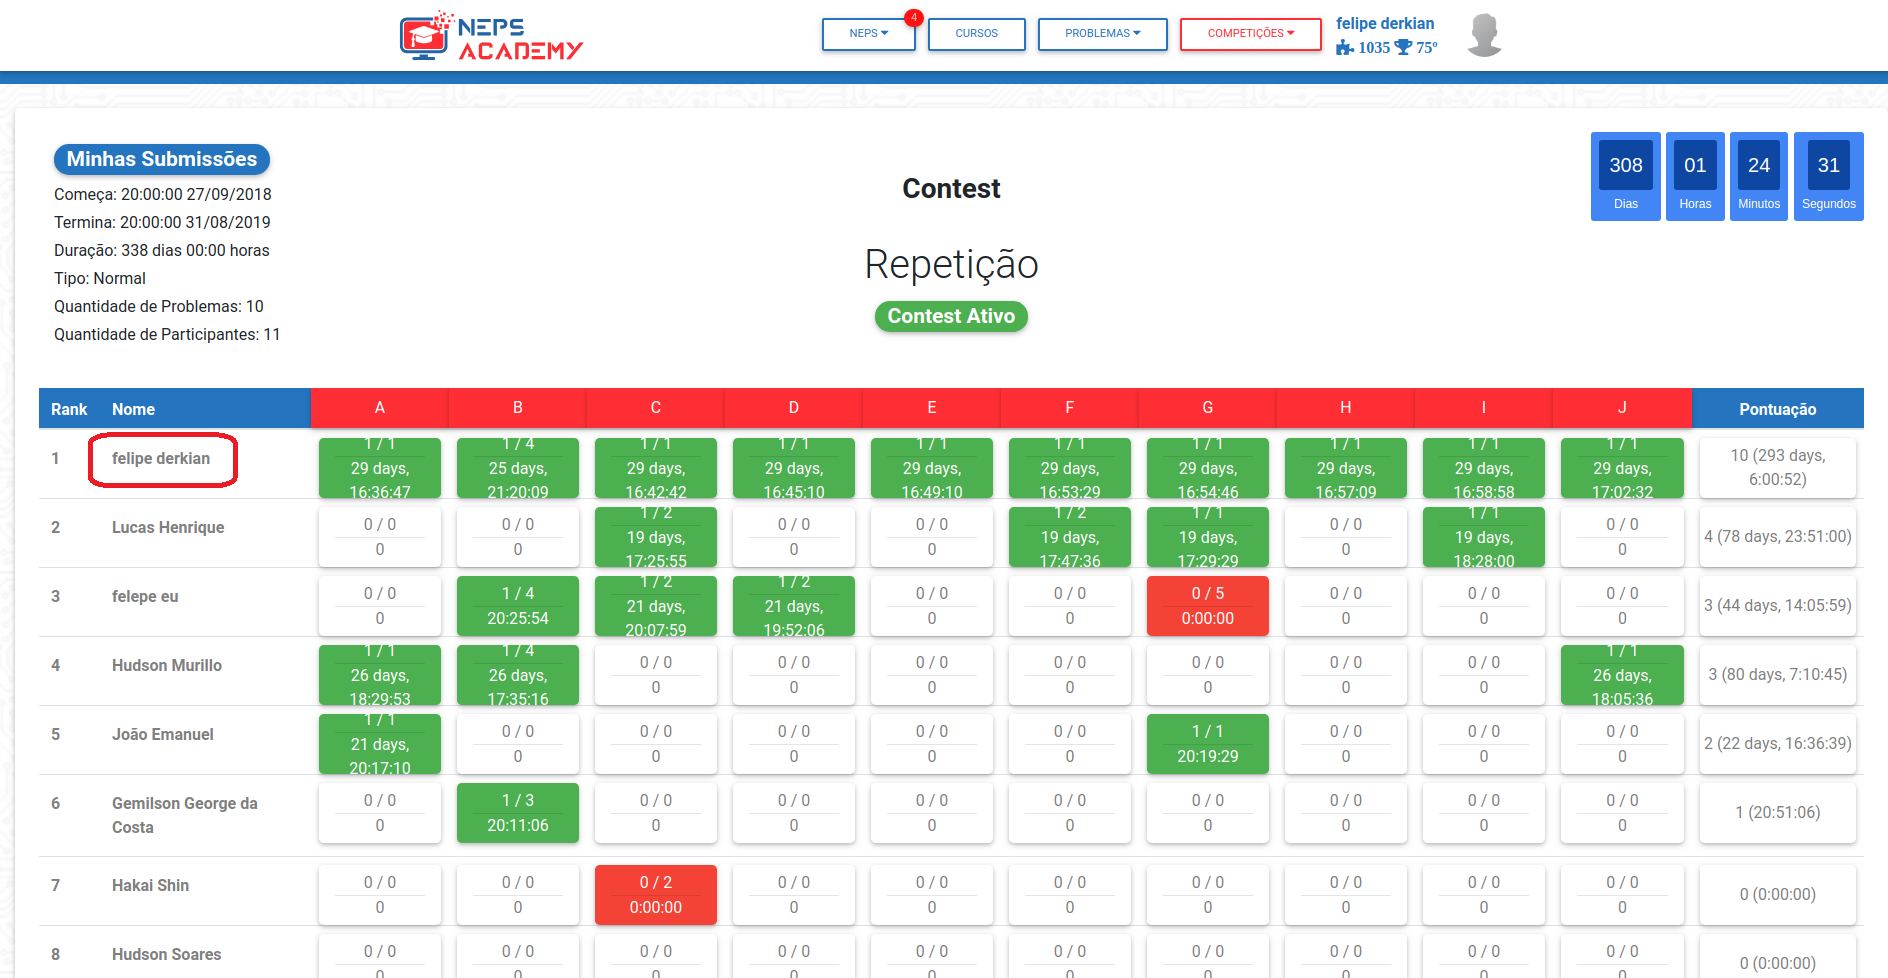 NEPS
ACADEMY
NEPS
4
CURSOS
PROBLEMAS
COMPETIÇÕES
felipe derkian
1035 75º
Minhas Submissões
Começa: 20:00:00 27/09/2018
Termina: 20:00:00 31/08/2019
Duração: 338 dias 00:00 horas
Tipo: Normal
Quantidade de Problemas: 10
Quantidade de Participantes: 11
Contest
Repetição
Contest Ativo
308 01 24 31
Dias Horas Minutos Segundos
Rank Nome A B C D E F G H I J Pontuação
1 felipe derkian
1 / 1 1 / 4 1 / 1 1 / 1 1 / 1 1 / 1 1 / 1 1 / 1 1 / 1 1 / 1
29 days, 25 days, 29 days, 29 days, 29 days, 29 days, 29 days, 29 days, 29 days, 29 days,
16:36:47 21:20:09 16:42:42 16:45:10 16:49:10 16:53:29 16:54:46 16:57:09 16:58:58 17:02:32
10 (293 days,
6:00:52)
2 Lucas Henrique
0 / 0 0 / 0 1 / 2 0 / 0 0 / 0 1 / 2 1 / 1 0 / 0 1 / 1 0 / 0
0 0 19 days, 0 0 19 days, 19 days, 0 19 days, 0
17:25:55 17:47:36 17:29:29 18:28:00
4 (78 days, 23:51:00)
3 felepe eu
0 / 0 1 / 4 1 / 2 1 / 2 0 / 0 0 / 0 0 / 5 0 / 0 0 / 0 0 / 0
0 20:25:54 21 days, 21 days, 0 0 0:00:00 0 0 0
20:07:59 19:52:06
3 (44 days, 14:05:59)
4 Hudson Murillo
1 / 1 1 / 4 0 / 0 0 / 0 0 / 0 0 / 0 0 / 0 0 / 0 0 / 0 1 / 1
26 days, 26 days, 0 0 0 0 0 0 0 26 days,
18:29:53 17:35:16 18:05:36
3 (80 days, 7:10:45)
5 João Emanuel
1 / 1 0 / 0 0 / 0 0 / 0 0 / 0 0 / 0 1 / 1 0 / 0 0 / 0 0 / 0
21 days, 0 0 0 0 0 20:19:29 0 0 0
20:17:10
2 (22 days, 16:36:39)
6 Gemilson George da
Costa
0 / 0 1 / 3 0 / 0 0 / 0 0 / 0 0 / 0 0 / 0 0 / 0 0 / 0 0 / 0
0 20:11:06 0 0 0 0 0 0 0 0
1 (20:51:06)
7 Hakai Shin
0 / 0 0 / 0 0 / 2 0 / 0 0 / 0 0 / 0 0 / 0 0 / 0 0 / 0 0 / 0
0 0 0:00:00 0 0 0 0 0 0 0
0 (0:00:00)
8 Hudson Soares
0 / 0 0 / 0 0 / 0 0 / 0 0 / 0 0 / 0 0 / 0 0 / 0 0 / 0 0 / 0
0 0 0 0 0 0 0 0 0 0
0 (0:00:00)